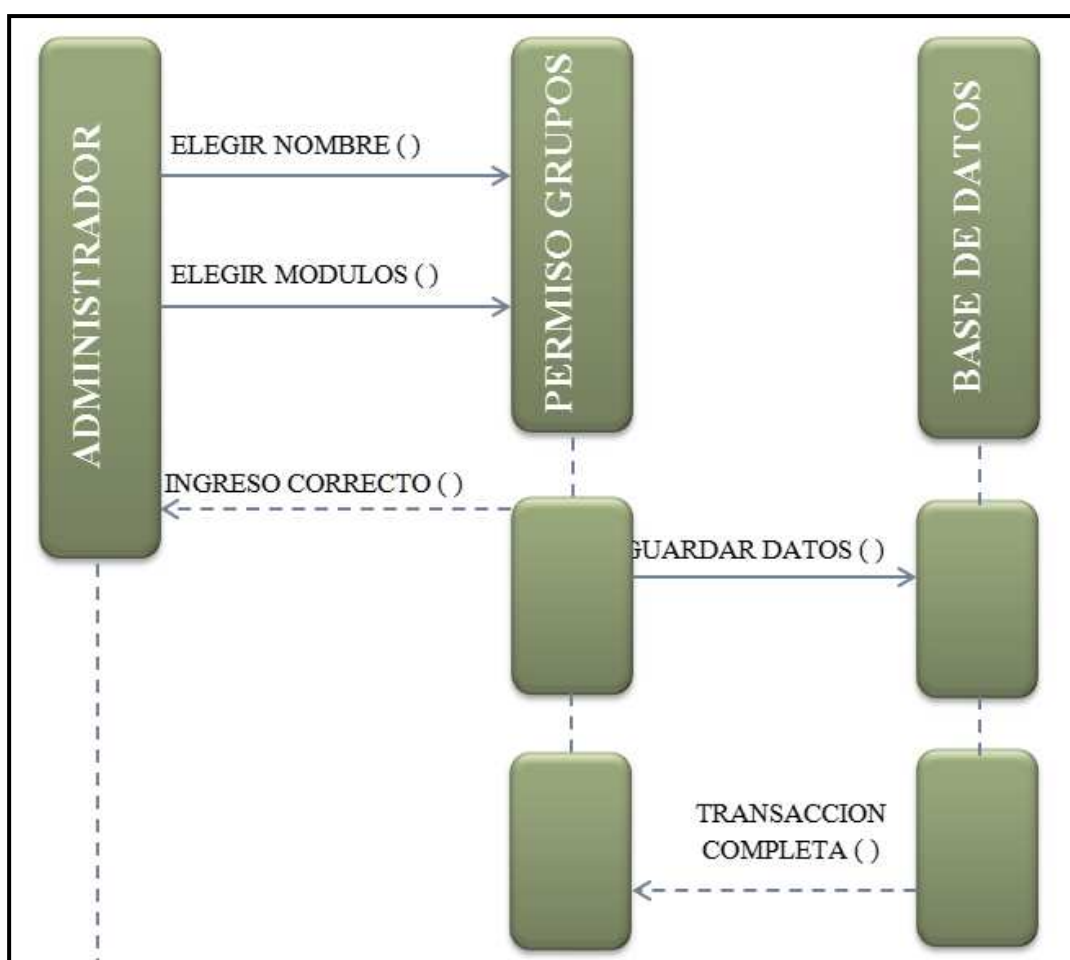 ADMINISTRADOR
PERMISO GRUPOS
BASE DE DATOS
ELEGIR NOMBRE ( )
ELEGIR MODULOS ( )
INGRESO CORRECTO ( )
GUARDAR DATOS ( )
TRANSACCION
COMPLETA ( )